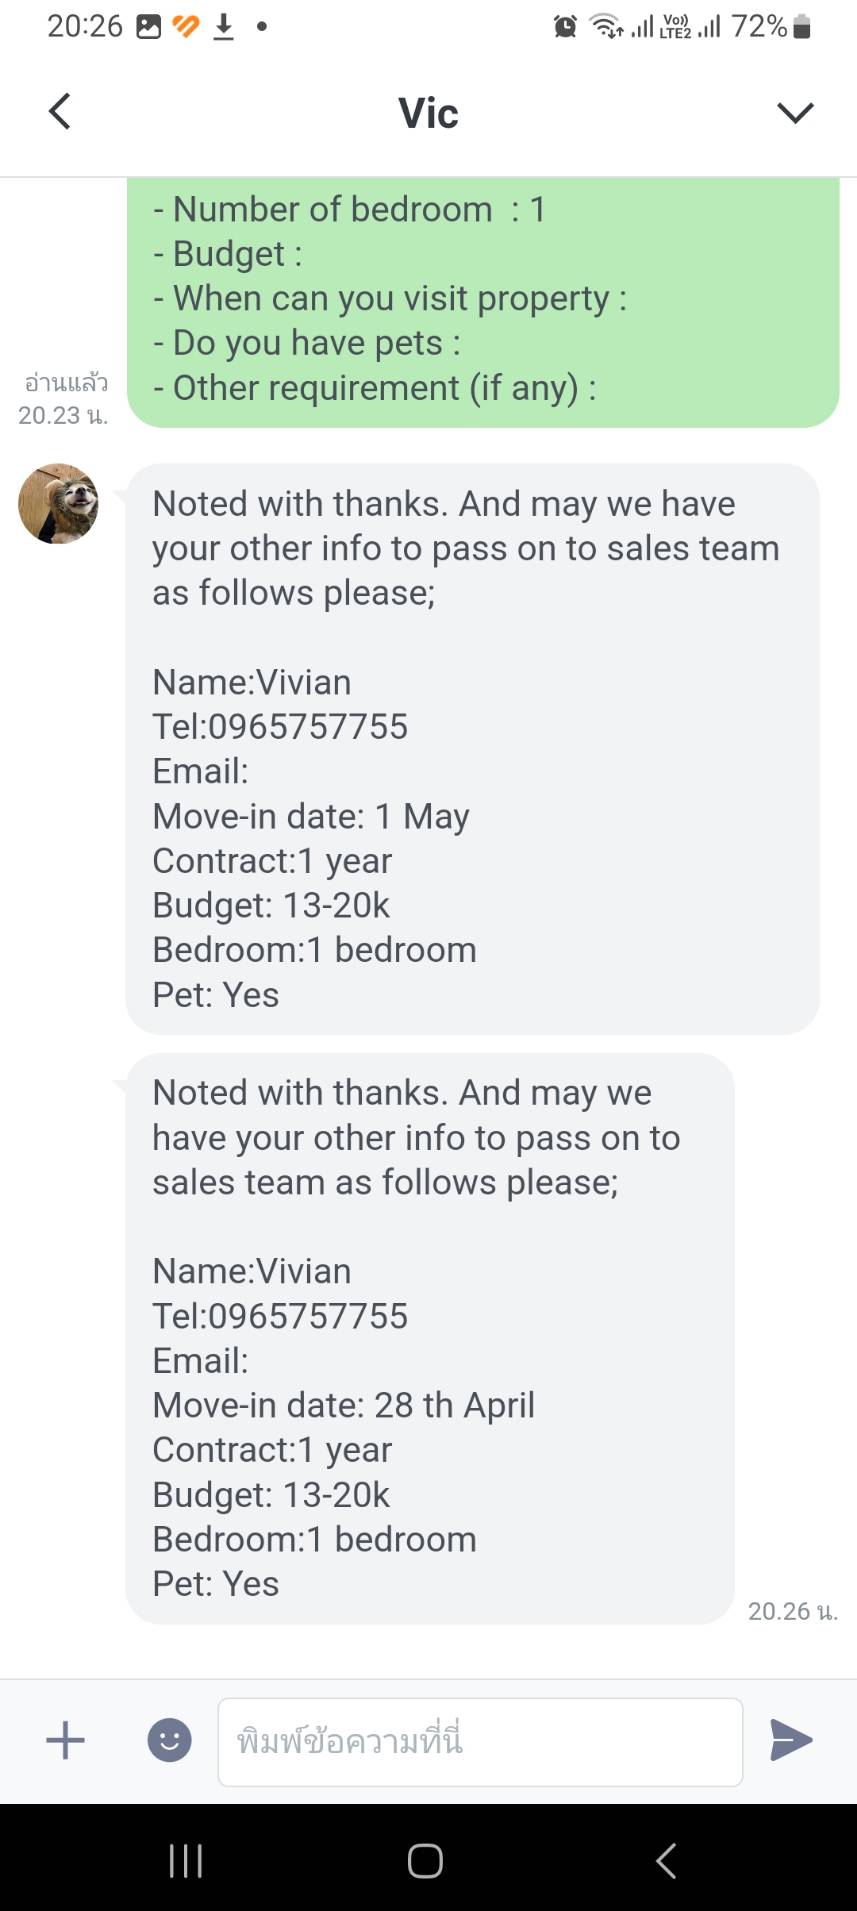 20:26
Vo))
LTE2
72%
Vic
- Number of bedroom  : 1
- Budget :
- When can you visit property :
- Do you have pets :
- Other requirement (if any) :
อ่านแล้ว
20.23 น.
Noted with thanks. And may we have
your other info to pass on to sales team
as follows please;
Name:Vivian
Tel:0965757755
Email:
Move-in date: 1 May
Contract:1 year
Budget: 13-20k
Bedroom:1 bedroom
Pet: Yes
Noted with thanks. And may we
have your other info to pass on to
sales team as follows please;
Name:Vivian
Tel:0965757755
Email:
Move-in date: 28 th April
Contract:1 year
Budget: 13-20k
Bedroom:1 bedroom
Pet: Yes
20.26 น.
พิมพ์ข้อความที่นี่